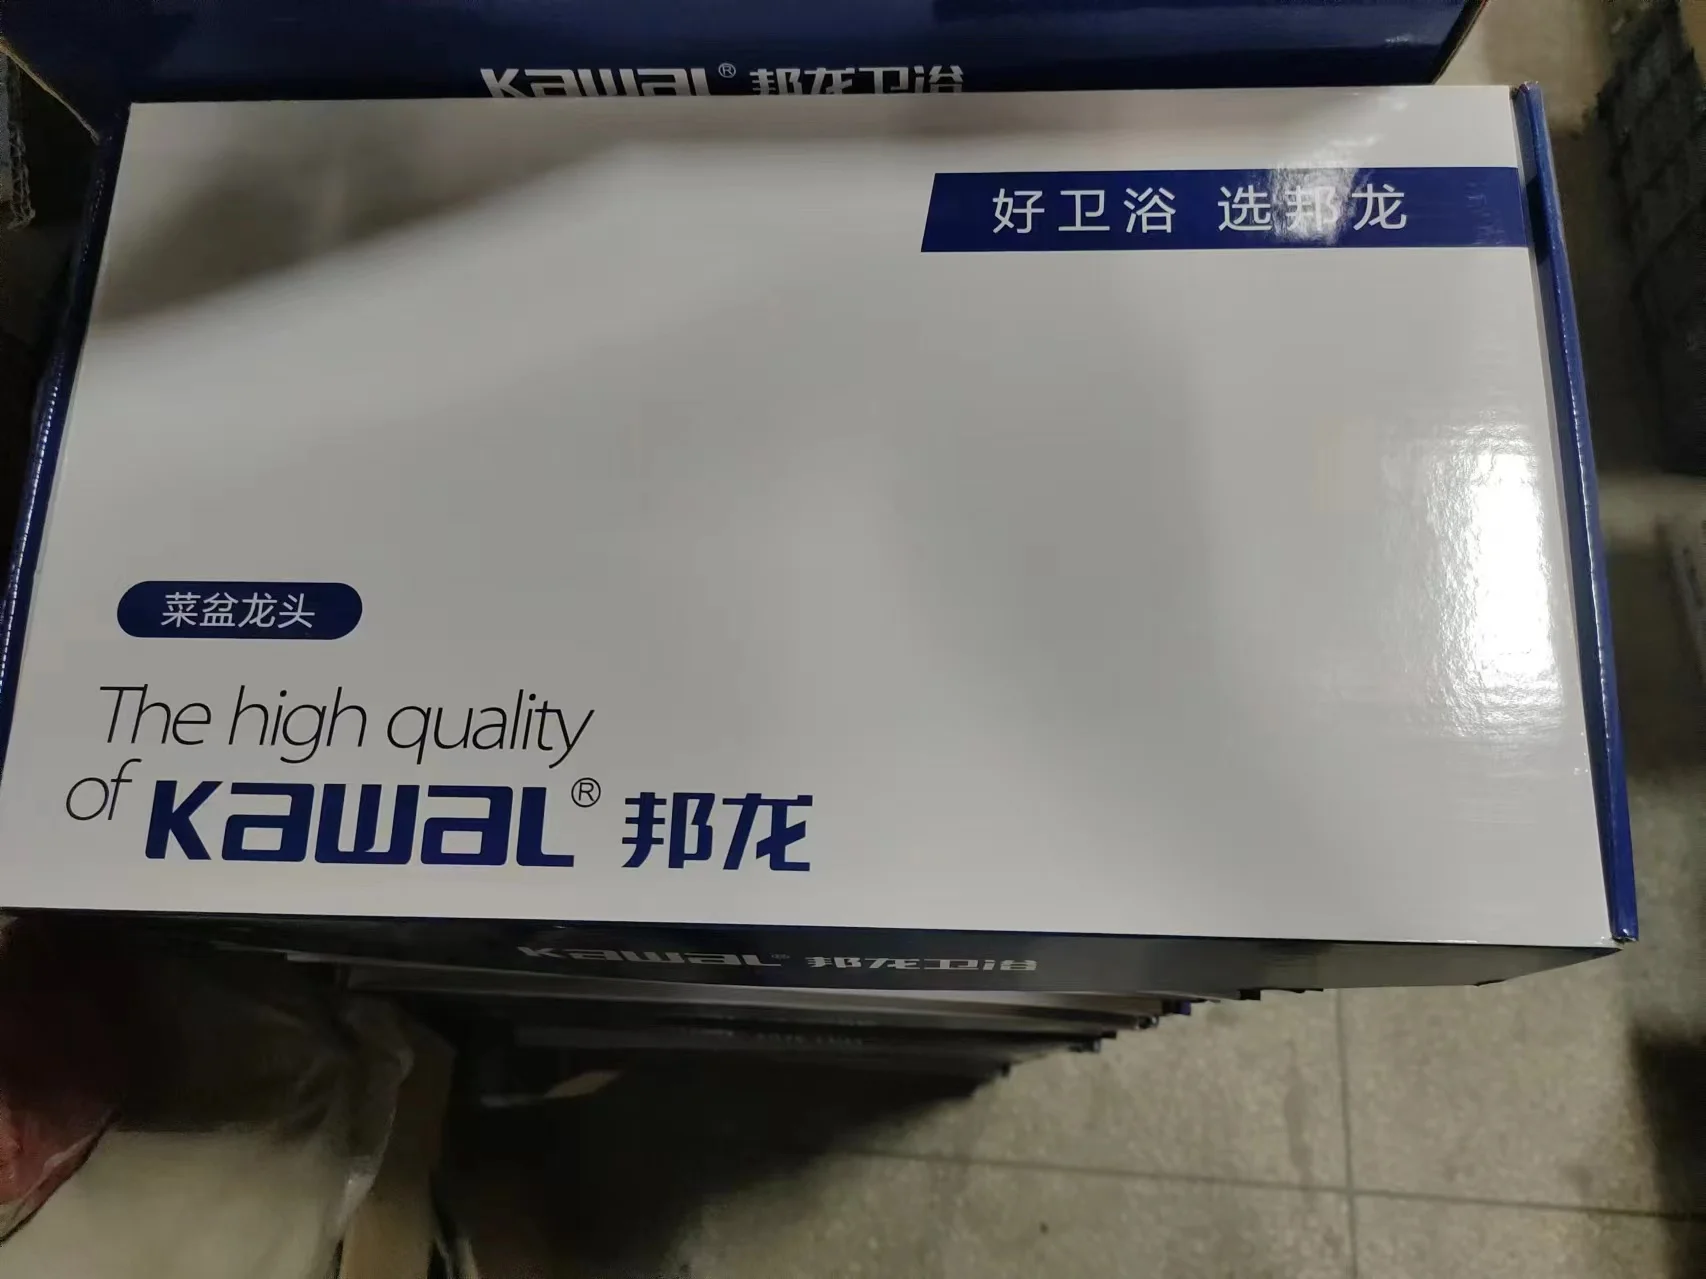 KAWAL® 邦龙卫浴
好卫浴 选邦龙
菜盆龙头
The high quality
of KAWAL® 邦龙
KAWAL® 邦龙卫浴